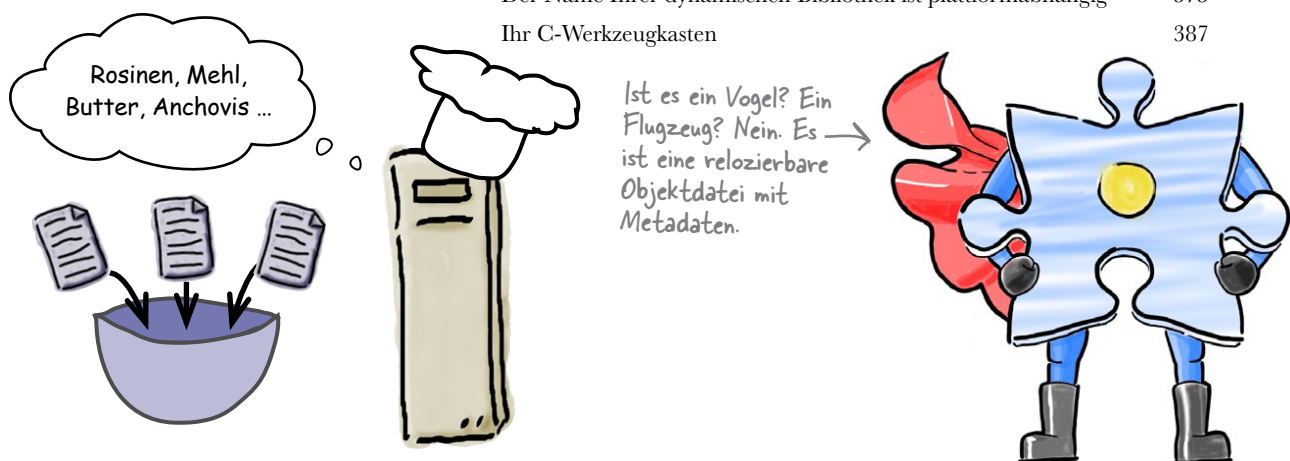 Ihr C-Werkzeugkasten 387
Rosinen, Mehl,
Butter, Anchovis ...
Ist es ein Vogel? Ein
Flugzeug? Nein. Es
ist eine relozierbare
Objektdatei mit
Metadaten.